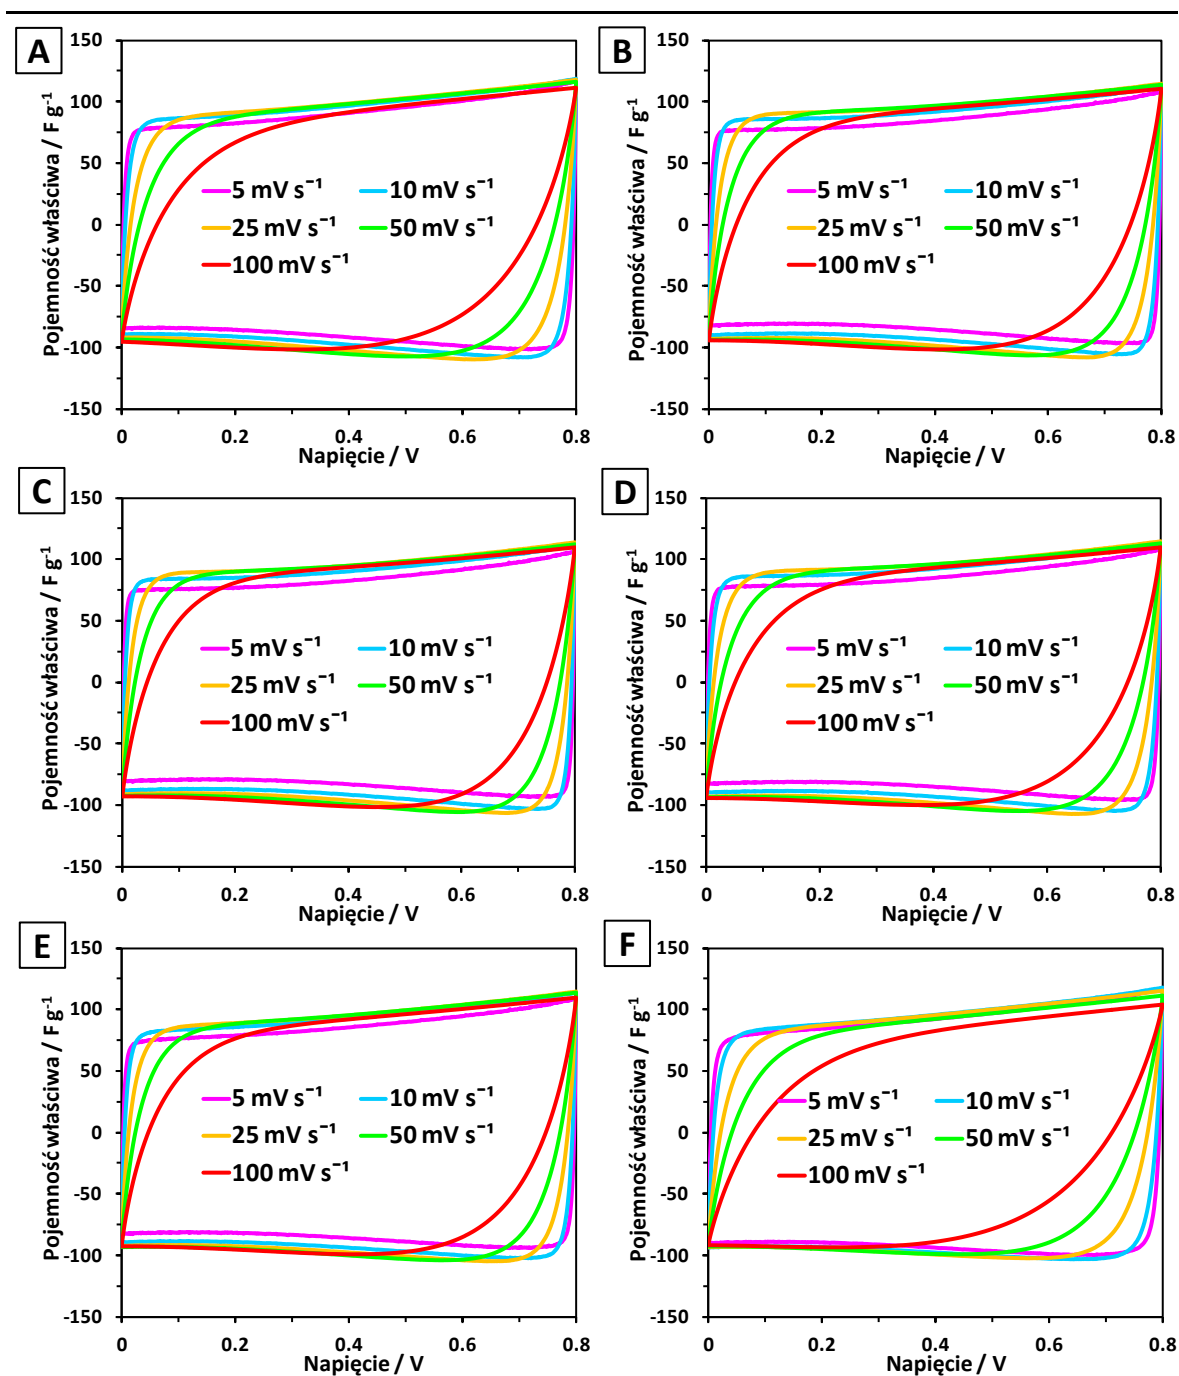 A
Pojemność właściwa / F g⁻¹
150
100
50
0
-50
-100
-150
5 mV s⁻¹ 10 mV s⁻¹
25 mV s⁻¹ 50 mV s⁻¹
100 mV s⁻¹
0 0.2 0.4 0.6 0.8
Napięcie / V
B
Pojemność właściwa / F g⁻¹
150
100
50
0
-50
-100
-150
5 mV s⁻¹ 10 mV s⁻¹
25 mV s⁻¹ 50 mV s⁻¹
100 mV s⁻¹
0 0.2 0.4 0.6 0.8
Napięcie / V
C
Pojemność właściwa / F g⁻¹
150
100
50
0
-50
-100
-150
5 mV s⁻¹ 10 mV s⁻¹
25 mV s⁻¹ 50 mV s⁻¹
100 mV s⁻¹
0 0.2 0.4 0.6 0.8
Napięcie / V
D
Pojemność właściwa / F g⁻¹
150
100
50
0
-50
-100
-150
5 mV s⁻¹ 10 mV s⁻¹
25 mV s⁻¹ 50 mV s⁻¹
100 mV s⁻¹
0 0.2 0.4 0.6 0.8
Napięcie / V
E
Pojemność właściwa / F g⁻¹
150
100
50
0
-50
-100
-150
5 mV s⁻¹ 10 mV s⁻¹
25 mV s⁻¹ 50 mV s⁻¹
100 mV s⁻¹
0 0.2 0.4 0.6 0.8
Napięcie / V
F
Pojemność właściwa / F g⁻¹
150
100
50
0
-50
-100
-150
5 mV s⁻¹ 10 mV s⁻¹
25 mV s⁻¹ 50 mV s⁻¹
100 mV s⁻¹
0 0.2 0.4 0.6 0.8
Napięcie / V